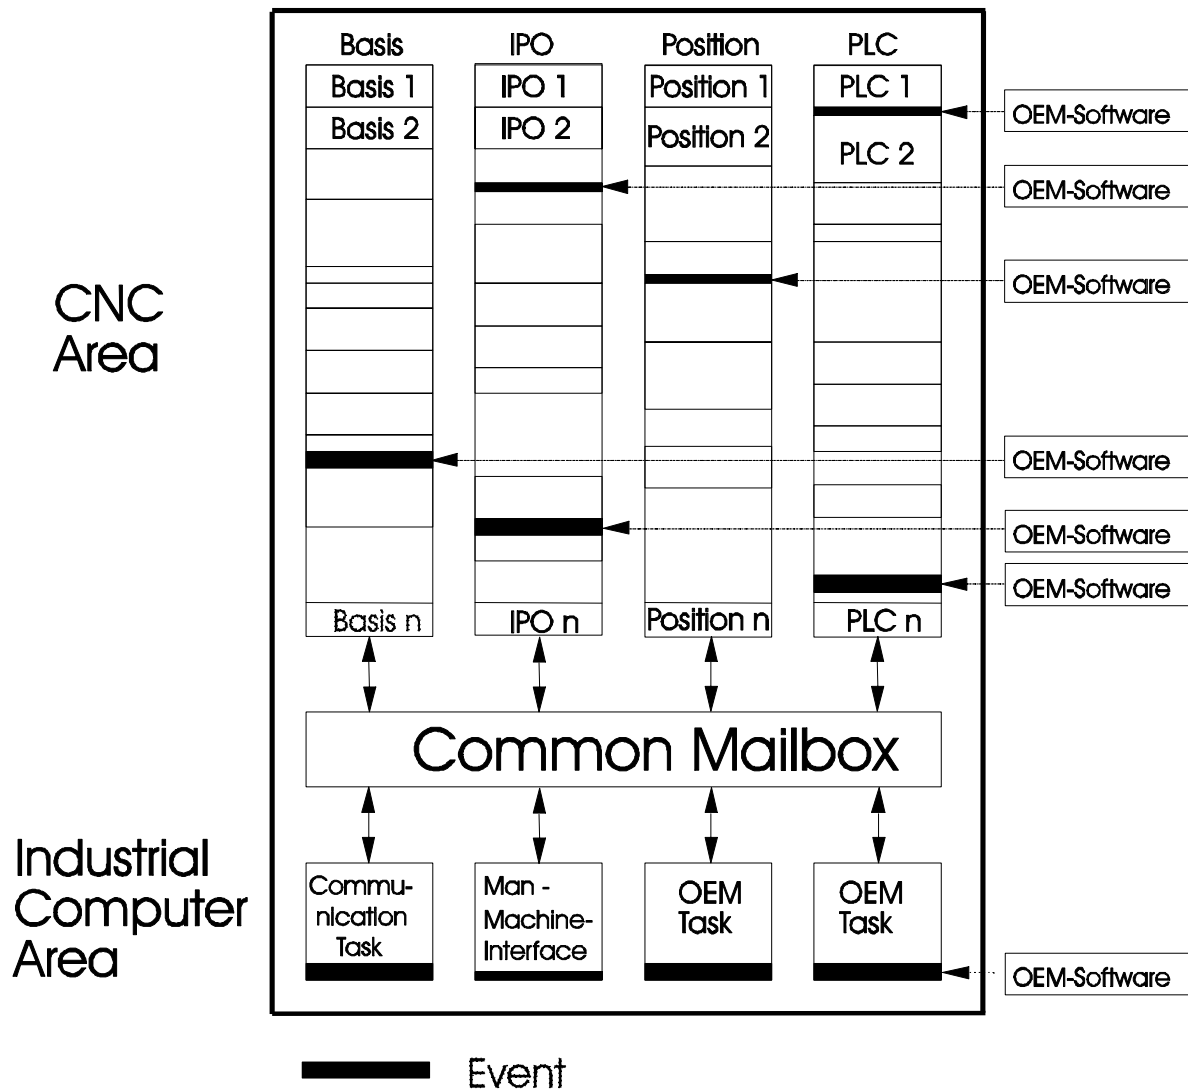 Basis IPO Position PLC
Basis 1 IPO 1 Position 1 PLC 1
OEM-Software
Basis 2 IPO 2 Position 2 PLC 2
OEM-Software
OEM-Software
CNC
Area
OEM-Software
OEM-Software
OEM-Software
Basis n IPO n Position n PLC n
Common Mailbox
Industrial
Computer
Area
Commu-
nication
Task
Man -
Machine-
Interface
OEM
Task
OEM
Task
OEM-Software
Event